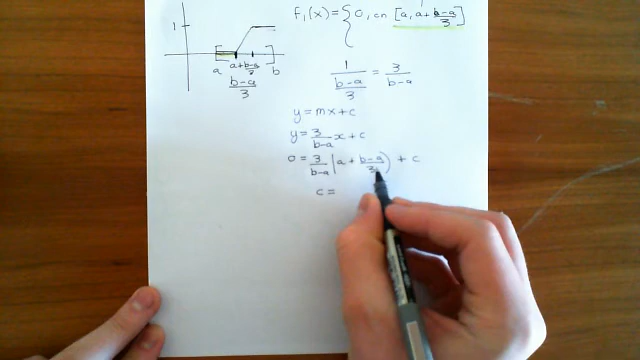 f₁(x) = { 0, on [a, a + (b-a)/3]
1
[ ]
a a + (b-a)/3 b
(b-a)/3
1/((b-a)/3) = 3/(b-a)
y = mx + c
y = 3/(b-a) x + c
0 = 3/(b-a) (a + (b-a)/3) + c
c =